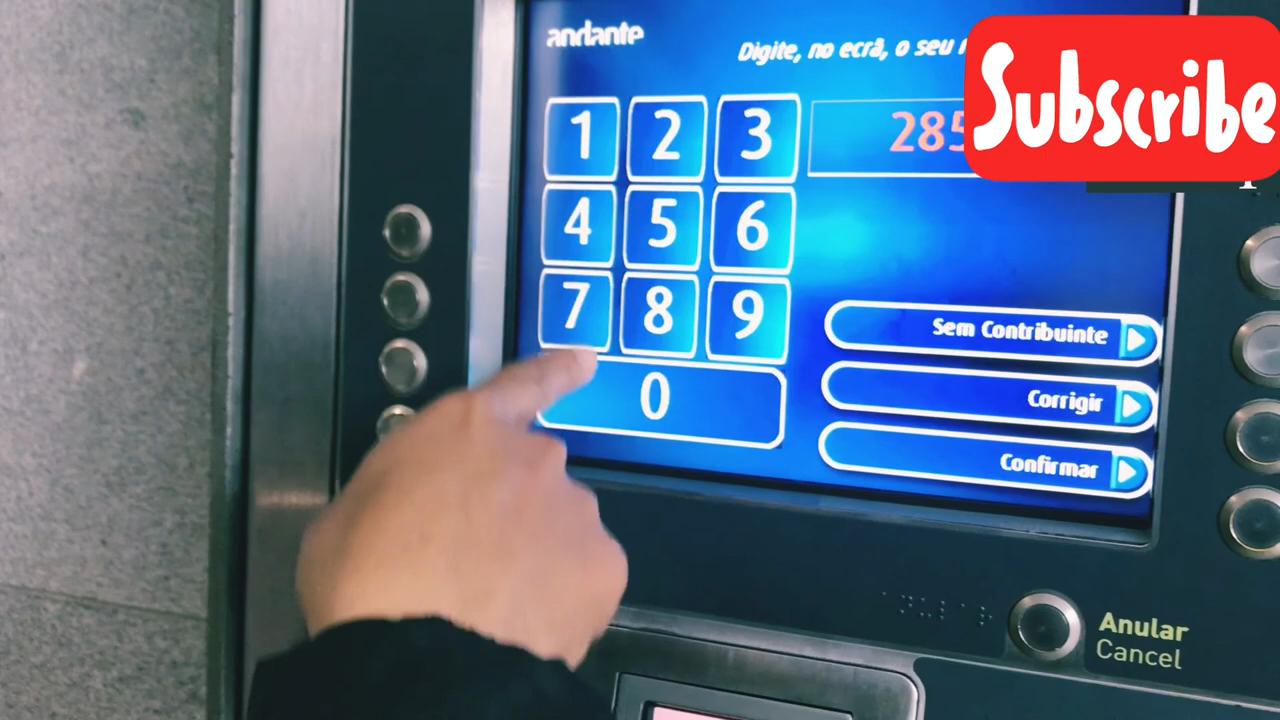 andante
Digite, no ecrã, o seu
Subscribe
1 2 3
285
4 5 6
7 8 9
0
Sem Contribuinte
Corrigir
Confirmar
Anular
Cancel